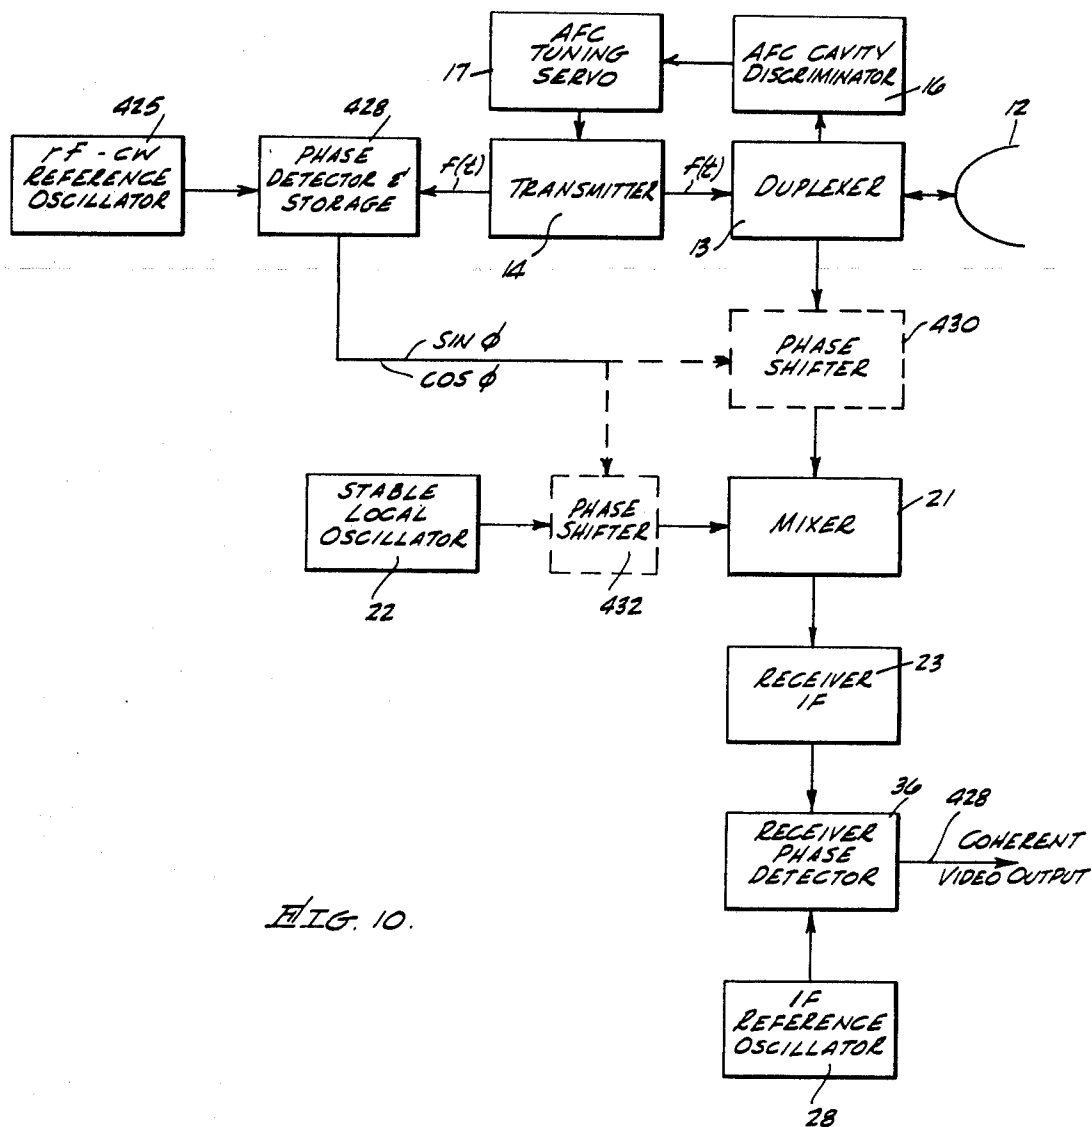 AFC
TUNING
SERVO
17
AFC CAVITY
DISCRIMINATOR
16
425
rF - CW
REFERENCE
OSCILLATOR
428
PHASE
DETECTOR &
STORAGE
F(t)
TRANSMITTER
14
F(t)
DUPLEXER
13
12
SIN φ
COS φ
430
PHASE
SHIFTER
STABLE
LOCAL
OSCILLATOR
22
PHASE
SHIFTER
432
21
MIXER
23
RECEIVER
IF
36
RECEIVER
PHASE
DETECTOR
428
COHERENT
VIDEO OUTPUT
FIG. 10.
IF
REFERENCE
OSCILLATOR
28